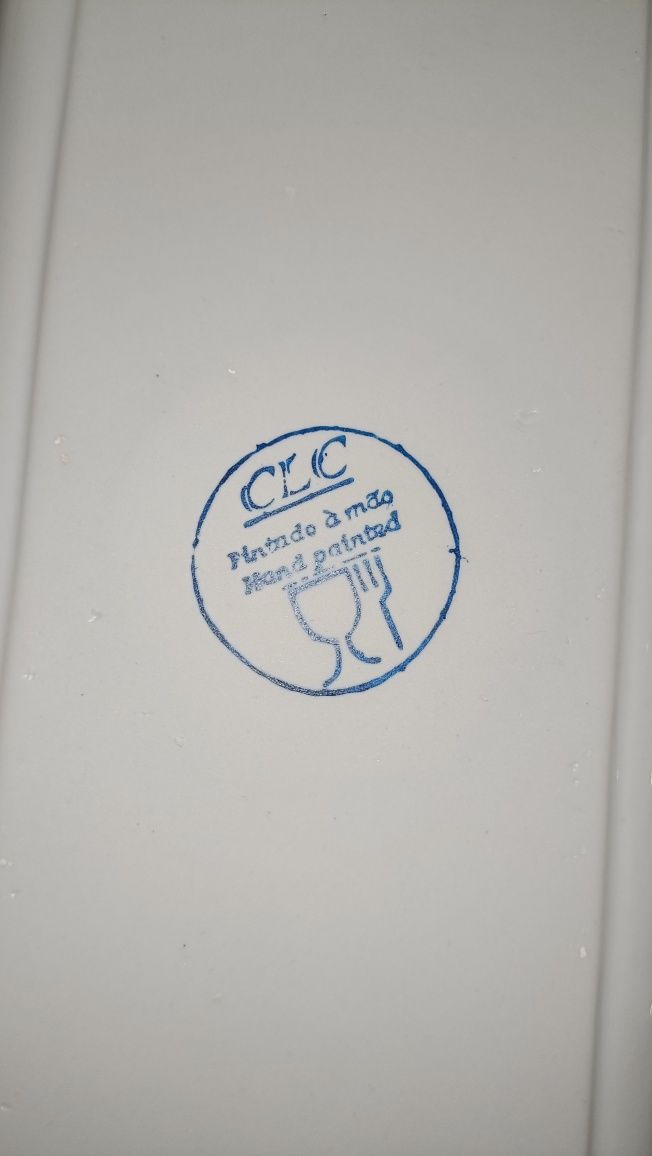 CLC
Pintado à mão
Hand painted